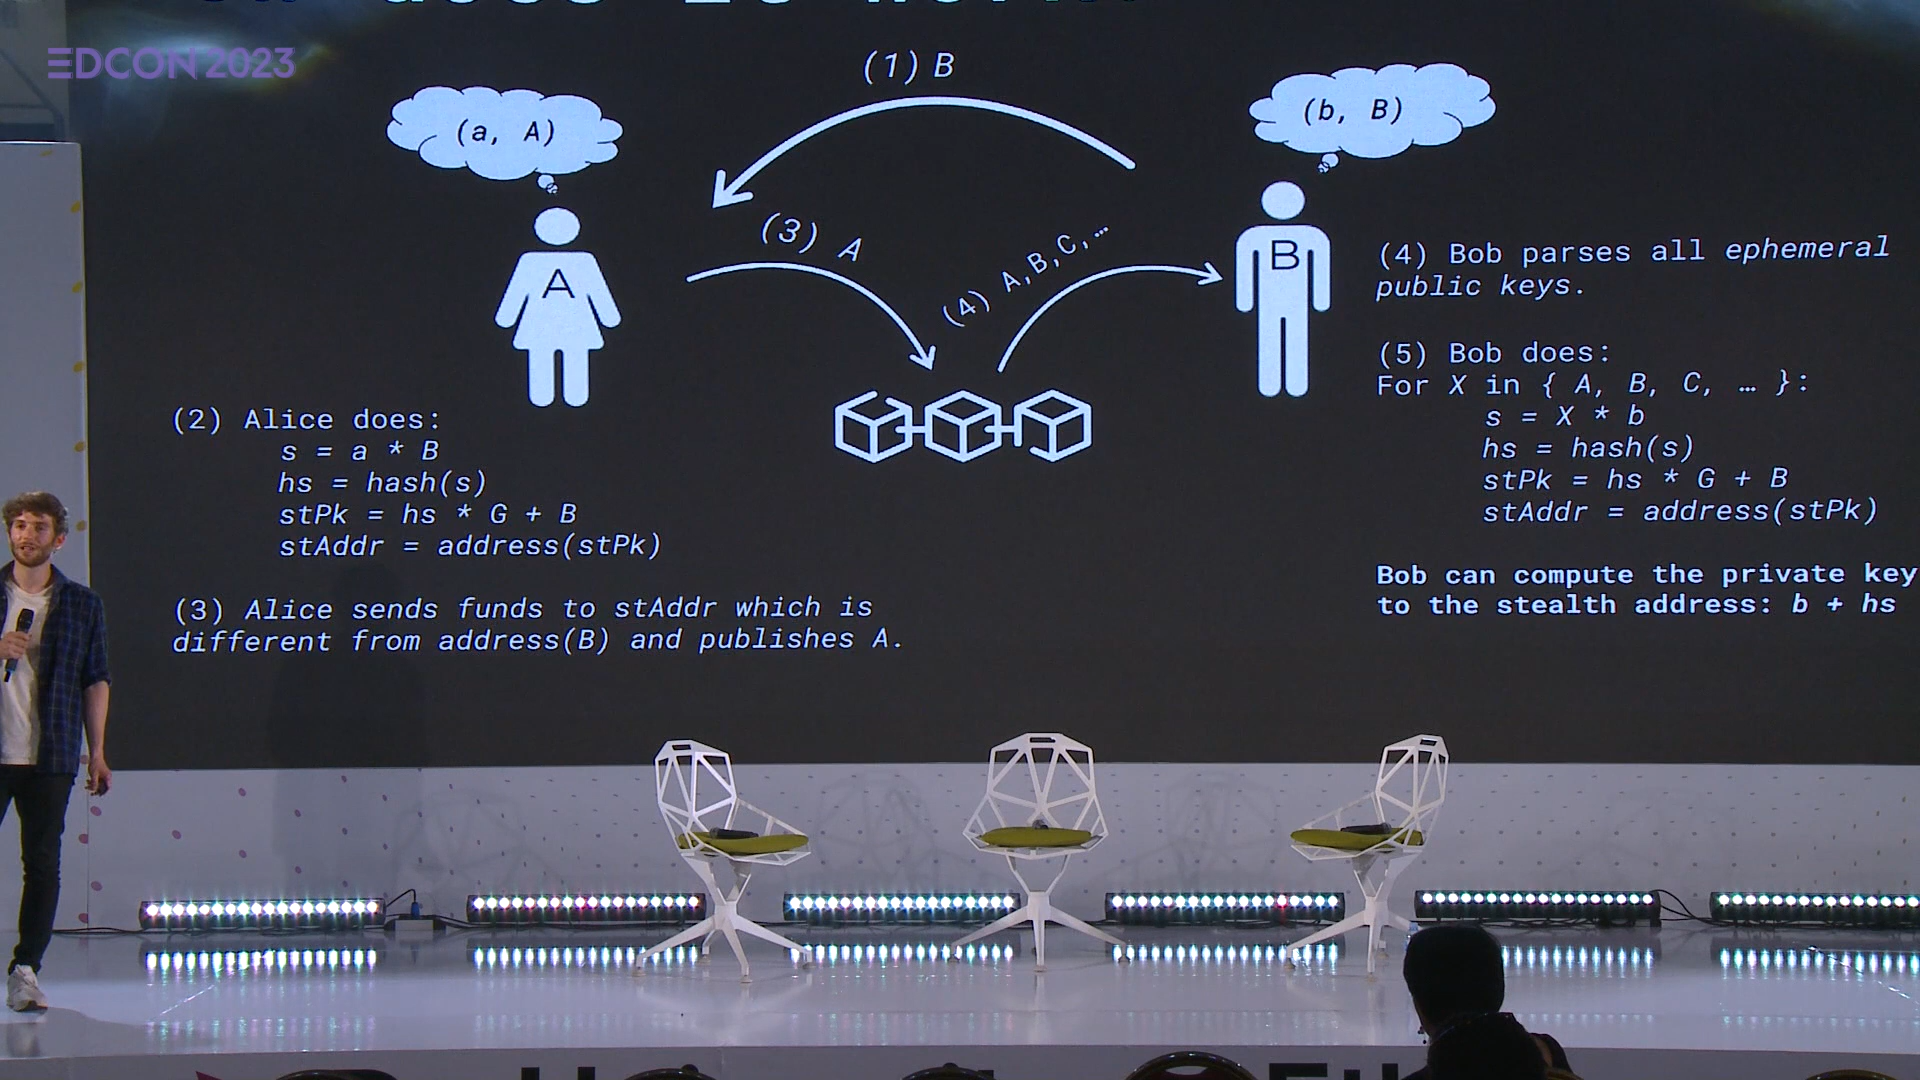 EDCON 2023
(1) B
(a, A)
(b, B)
(3) A
(4) A,B,C,…
A
B
(2) Alice does:
s = a * B
hs = hash(s)
stPk = hs * G + B
stAddr = address(stPk)
(3) Alice sends funds to stAddr which is
different from address(B) and publishes A.
(4) Bob parses all ephemeral
public keys.
(5) Bob does:
For X in { A, B, C, … }:
s = X * b
hs = hash(s)
stPk = hs * G + B
stAddr = address(stPk)
Bob can compute the private key
to the stealth address: b + hs